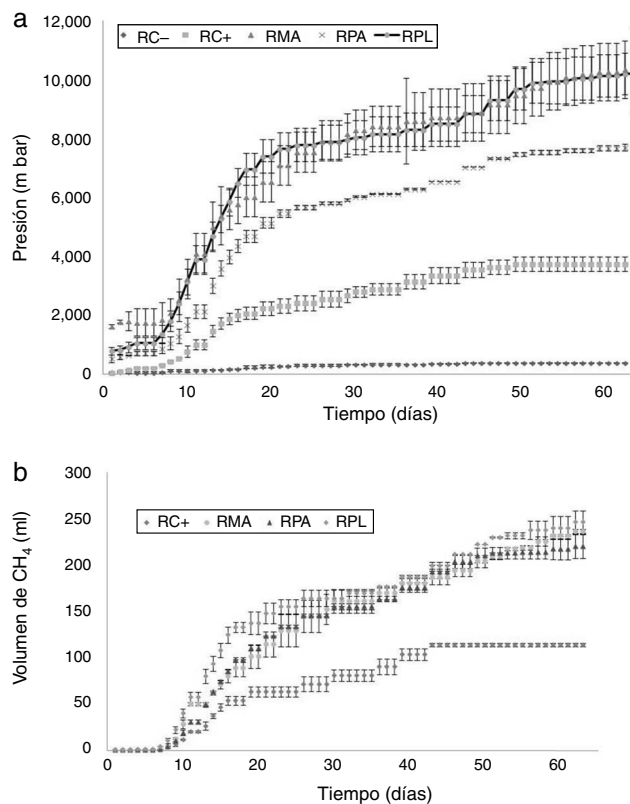 a
RC– RC+ RMA RPA RPL
12,000
10,000
8,000
6,000
4,000
2,000
0
Presión (m bar)
0 10 20 30 40 50 60
Tiempo (días)
b
RC+ RMA RPA RPL
300
250
200
150
100
50
0
Volumen de CH4 (ml)
0 10 20 30 40 50 60
Tiempo (días)